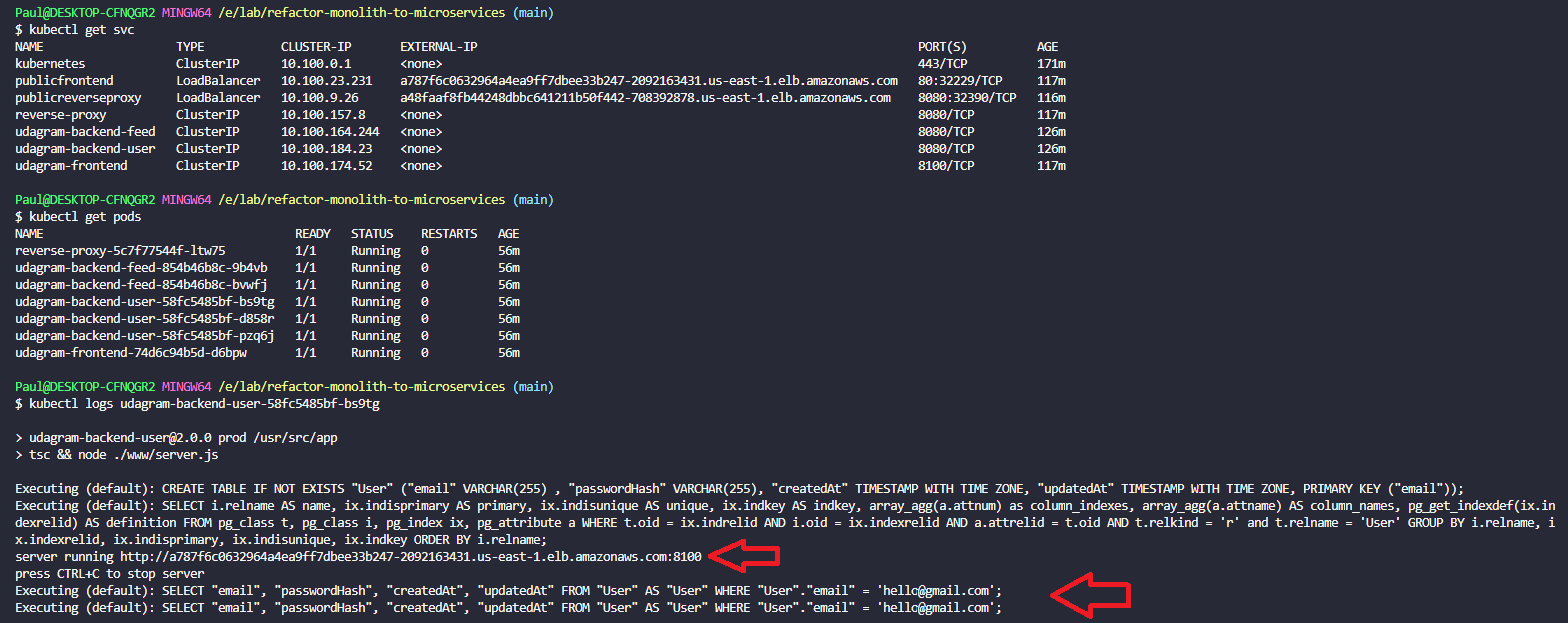 Paul@DESKTOP-CFNQGR2 MINGW64 /e/lab/refactor-monolith-to-microservices (main)
$ kubectl get svc
NAME TYPE CLUSTER-IP EXTERNAL-IP PORT(S) AGE
kubernetes ClusterIP 10.100.0.1 <none> 443/TCP 171m
publicfrontend LoadBalancer 10.100.23.231 a787f6c0632964a4ea9ff7dbee33b247-2092163431.us-east-1.elb.amazonaws.com 80:32229/TCP 117m
publicreverseproxy LoadBalancer 10.100.9.26 a48faaf8fb44248dbbc641211b50f442-708392878.us-east-1.elb.amazonaws.com 8080:32390/TCP 116m
reverse-proxy ClusterIP 10.100.157.8 <none> 8080/TCP 117m
udagram-backend-feed ClusterIP 10.100.164.244 <none> 8080/TCP 126m
udagram-backend-user ClusterIP 10.100.184.23 <none> 8080/TCP 126m
udagram-frontend ClusterIP 10.100.174.52 <none> 8100/TCP 117m
Paul@DESKTOP-CFNQGR2 MINGW64 /e/lab/refactor-monolith-to-microservices (main)
$ kubectl get pods
NAME READY STATUS RESTARTS AGE
reverse-proxy-5c7f77544f-ltw75 1/1 Running 0 56m
udagram-backend-feed-854b46b8c-9b4vb 1/1 Running 0 56m
udagram-backend-feed-854b46b8c-bvwfj 1/1 Running 0 56m
udagram-backend-user-58fc5485bf-bs9tg 1/1 Running 0 56m
udagram-backend-user-58fc5485bf-d858r 1/1 Running 0 56m
udagram-backend-user-58fc5485bf-pzq6j 1/1 Running 0 56m
udagram-frontend-74d6c94b5d-d6bpw 1/1 Running 0 56m
Paul@DESKTOP-CFNQGR2 MINGW64 /e/lab/refactor-monolith-to-microservices (main)
$ kubectl logs udagram-backend-user-58fc5485bf-bs9tg
> udagram-backend-user@2.0.0 prod /usr/src/app
> tsc && node ./www/server.js
Executing (default): CREATE TABLE IF NOT EXISTS "User" ("email" VARCHAR(255) , "passwordHash" VARCHAR(255), "createdAt" TIMESTAMP WITH TIME ZONE, "updatedAt" TIMESTAMP WITH TIME ZONE, PRIMARY KEY ("email"));
Executing (default): SELECT i.relname AS name, ix.indisprimary AS primary, ix.indisunique AS unique, ix.indkey AS indkey, array_agg(a.attnum) as column_indexes, array_agg(a.attname) AS column_names, pg_get_indexdef(ix.in
dexrelid) AS definition FROM pg_class t, pg_class i, pg_index ix, pg_attribute a WHERE t.oid = ix.indrelid AND i.oid = ix.indexrelid AND a.attrelid = t.oid AND t.relkind = 'r' and t.relname = 'User' GROUP BY i.relname, i
x.indexrelid, ix.indisprimary, ix.indisunique, ix.indkey ORDER BY i.relname;
server running http://a787f6c0632964a4ea9ff7dbee33b247-2092163431.us-east-1.elb.amazonaws.com:8100
press CTRL+C to stop server
Executing (default): SELECT "email", "passwordHash", "createdAt", "updatedAt" FROM "User" AS "User" WHERE "User"."email" = 'hello@gmail.com';
Executing (default): SELECT "email", "passwordHash", "createdAt", "updatedAt" FROM "User" AS "User" WHERE "User"."email" = 'hello@gmail.com';